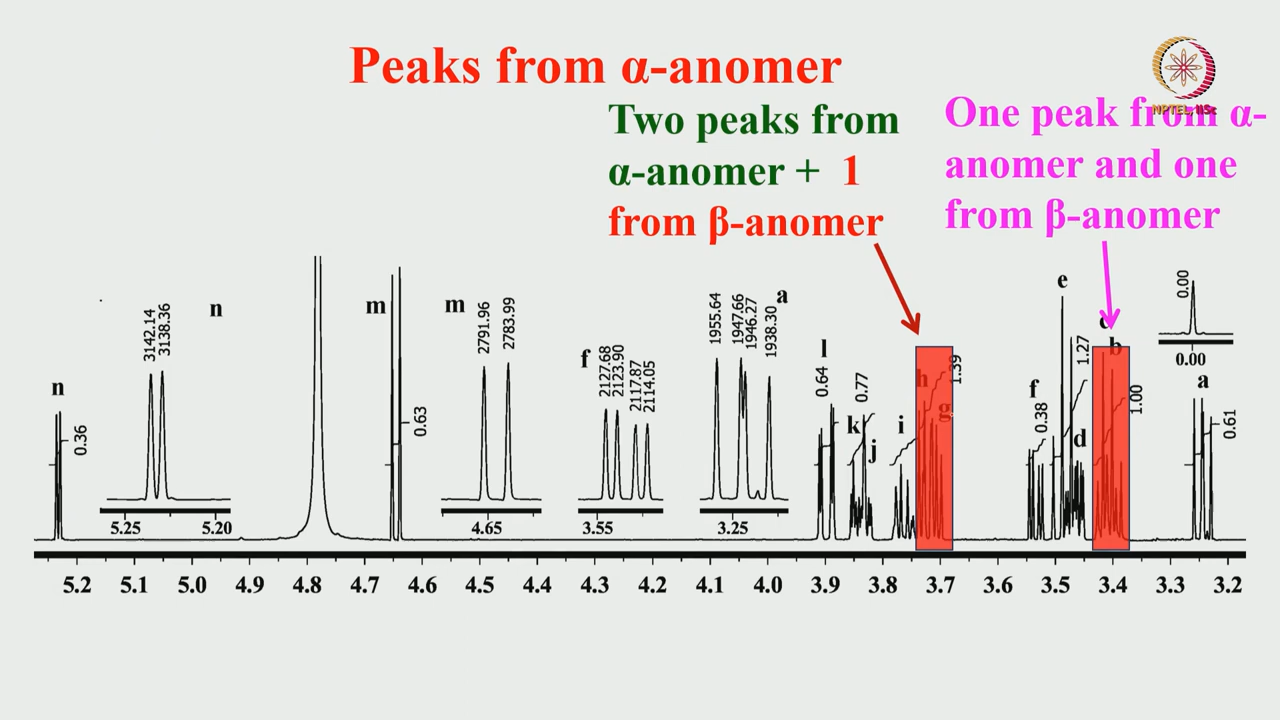 Peaks from α-anomer
Two peaks from
α-anomer + 1
from β-anomer
One peak from α-
anomer and one
from β-anomer
NPTEL, IISc
n
0.36
3142.14
3138.36
n
5.25
5.20
m
0.63
m
2791.96
2783.99
4.65
f
2127.68
2123.90
2117.87
2114.05
3.55
1955.64
1947.66
1946.27
1938.30
a
3.25
l
0.64
0.77
k
j
i
h
g
1.39
f
0.38
e
1.27
d
c
b
1.00
0.00
0.00
a
0.61
5.2 5.1 5.0 4.9 4.8 4.7 4.6 4.5 4.4 4.3 4.2 4.1 4.0 3.9 3.8 3.7 3.6 3.5 3.4 3.3 3.2